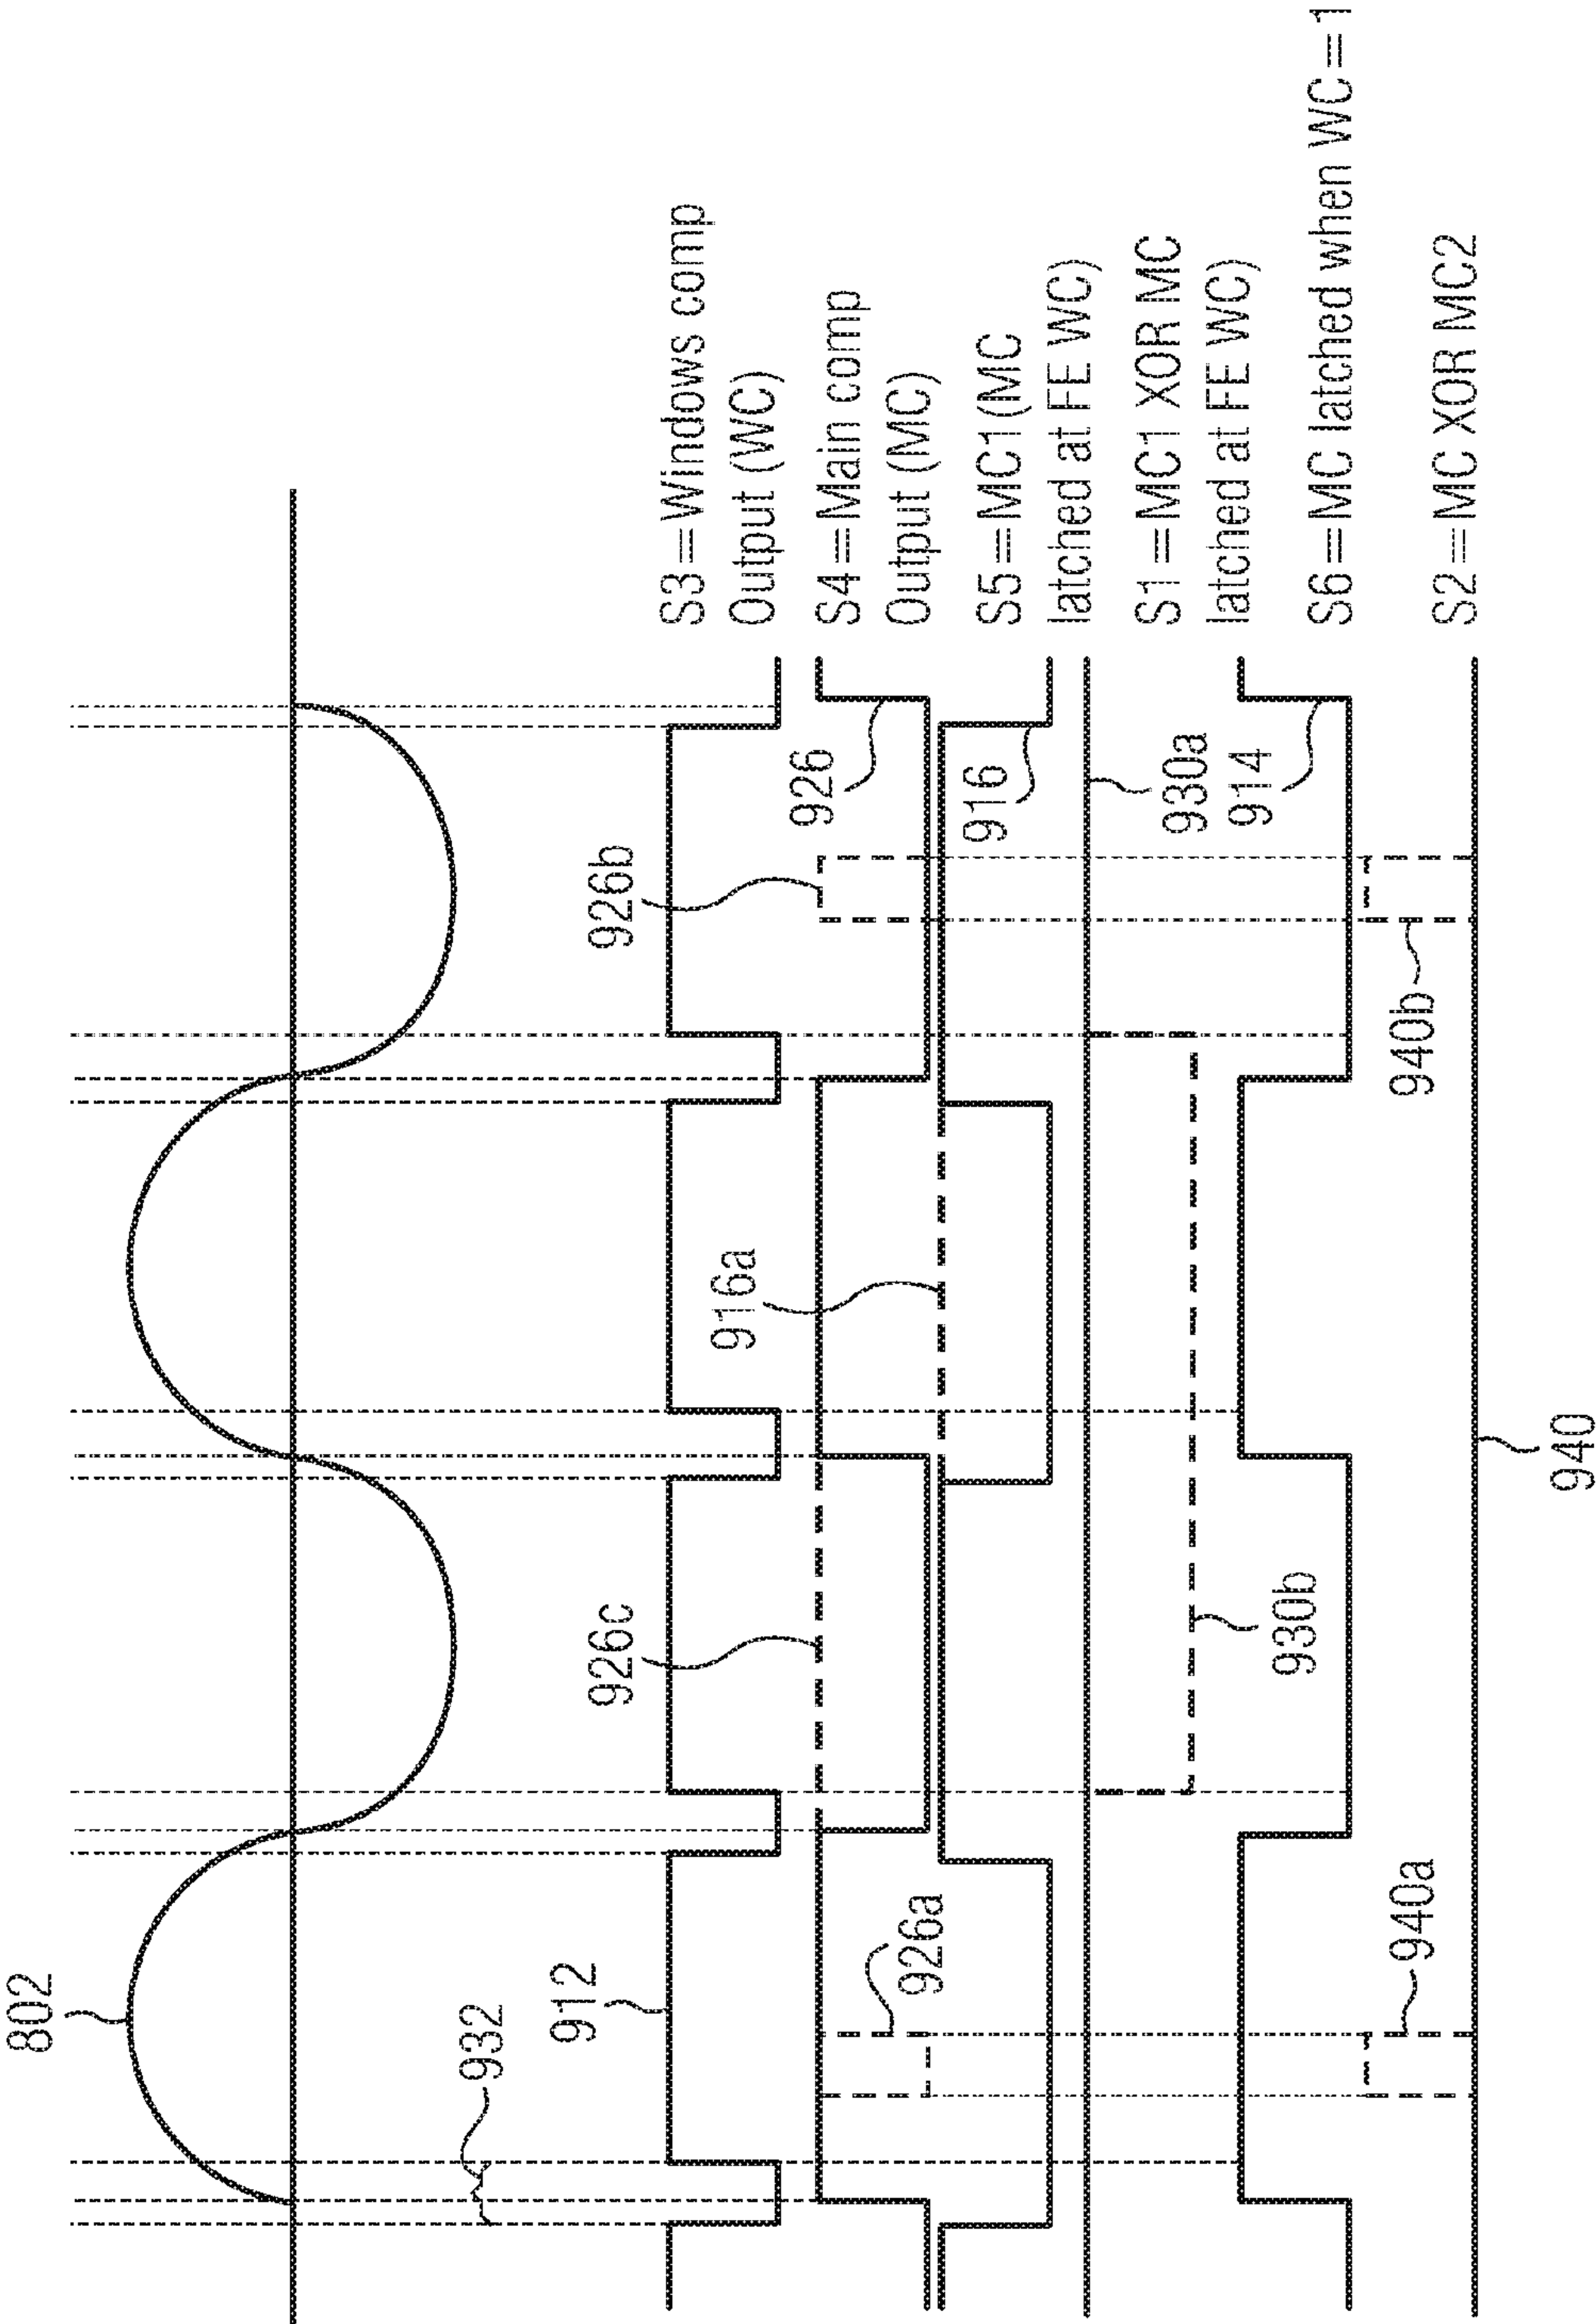 802
932
912
926c
926b
S3=Windows comp
Output (WC)
926a
916a
926
S4=Main comp
Output (MC)
916
S5=MC1(MC
latched at FE WC)
930b
930a
S1=MC1 XOR MC
latched at FE WC)
914
S6=MC latched when WC=1
940a
940b
S2=MC XOR MC2
940